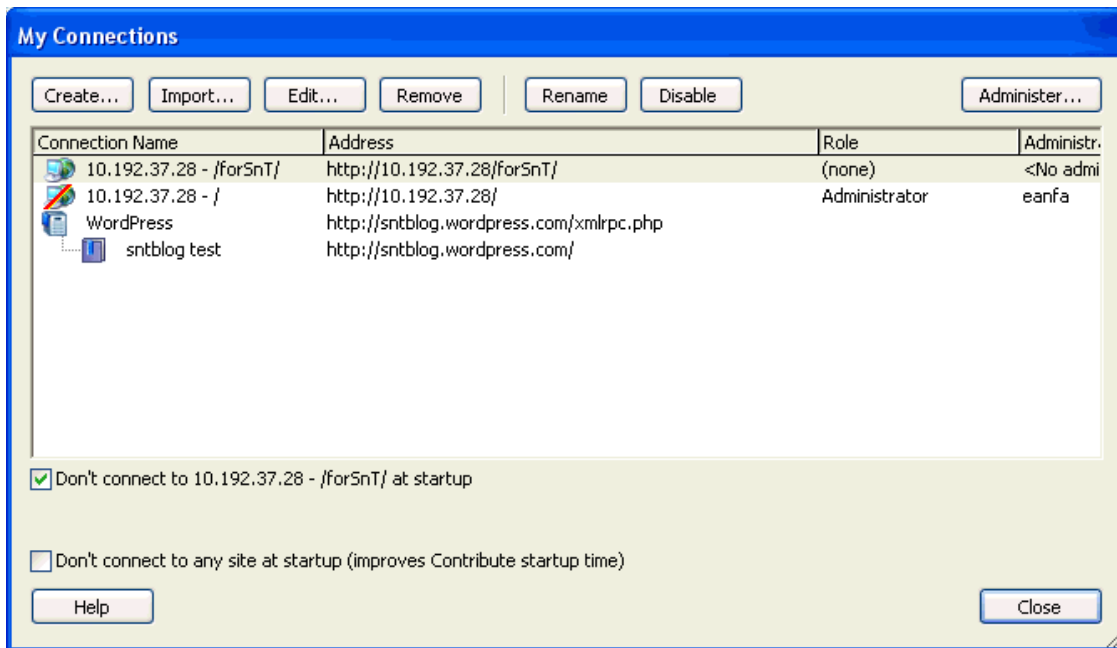 My Connections
Create... Import... Edit... Remove Rename Disable Administer...
Connection Name Address Role Administr
10.192.37.28 - /forSnT/ http://10.192.37.28/forSnT/ (none) <No admi
10.192.37.28 - / http://10.192.37.28/ Administrator eanfa
WordPress http://sntblog.wordpress.com/xmlrpc.php
sntblog test http://sntblog.wordpress.com/
Don't connect to 10.192.37.28 - /forSnT/ at startup
Don't connect to any site at startup (improves Contribute startup time)
Help Close